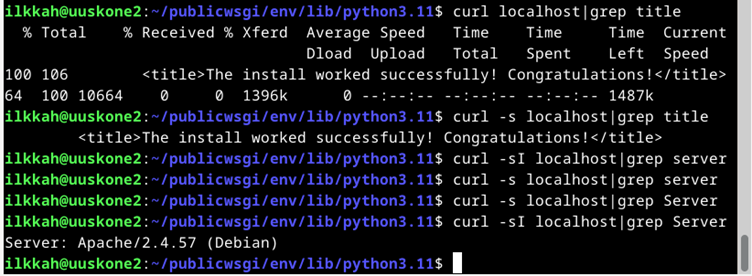 ilkkah@uuskone2:~/publicwsgi/env/lib/python3.11$ curl localhost|grep title
  % Total    % Received % Xferd  Average Speed   Time    Time     Time  Current
                                 Dload  Upload   Total   Spent    Left  Speed
100 106        <title>The install worked successfully! Congratulations!</title>
64  100 10664    0     0  1396k      0 --:--:-- --:--:-- --:--:-- 1487k
ilkkah@uuskone2:~/publicwsgi/env/lib/python3.11$ curl -s localhost|grep title
        <title>The install worked successfully! Congratulations!</title>
ilkkah@uuskone2:~/publicwsgi/env/lib/python3.11$ curl -sI localhost|grep server
ilkkah@uuskone2:~/publicwsgi/env/lib/python3.11$ curl -s localhost|grep server
ilkkah@uuskone2:~/publicwsgi/env/lib/python3.11$ curl -s localhost|grep Server
ilkkah@uuskone2:~/publicwsgi/env/lib/python3.11$ curl -sI localhost|grep Server
Server: Apache/2.4.57 (Debian)
ilkkah@uuskone2:~/publicwsgi/env/lib/python3.11$